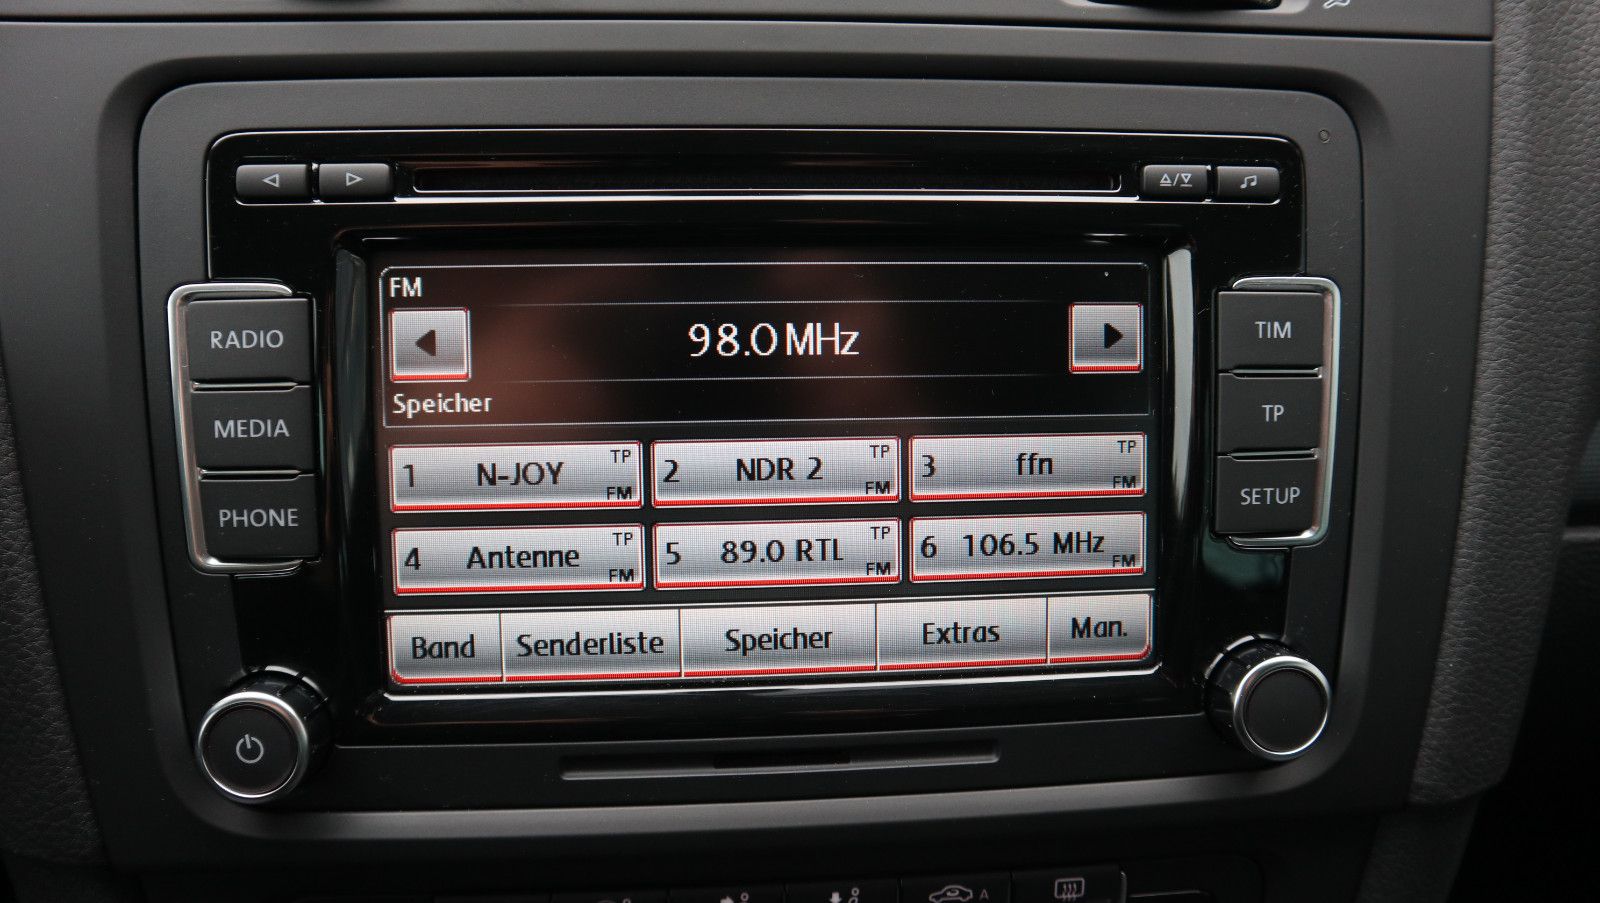 RADIO
MEDIA
PHONE
TIM
TP
SETUP
FM
98.0 MHz
Speicher
1 N-JOY TP FM
2 NDR 2 TP FM
3 ffn TP FM
4 Antenne TP FM
5 89.0 RTL TP FM
6 106.5 MHz FM
Band
Senderliste
Speicher
Extras
Man.
A